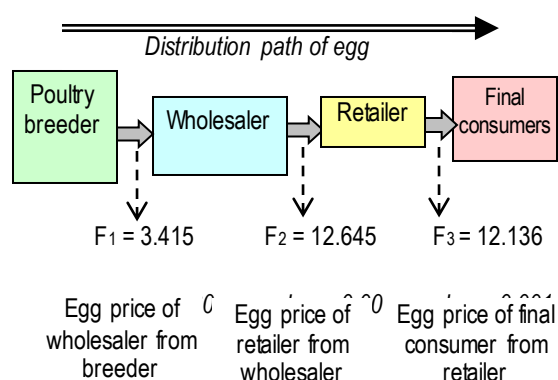 Distribution path of egg
Poultry
breeder
Wholesaler
Retailer
Final
consumers
F1 = 3.415
F2 = 12.645
F3 = 12.136
Egg price of
wholesaler from
breeder
Egg price of
retailer from
wholesaler
Egg price of final
consumer from
retailer